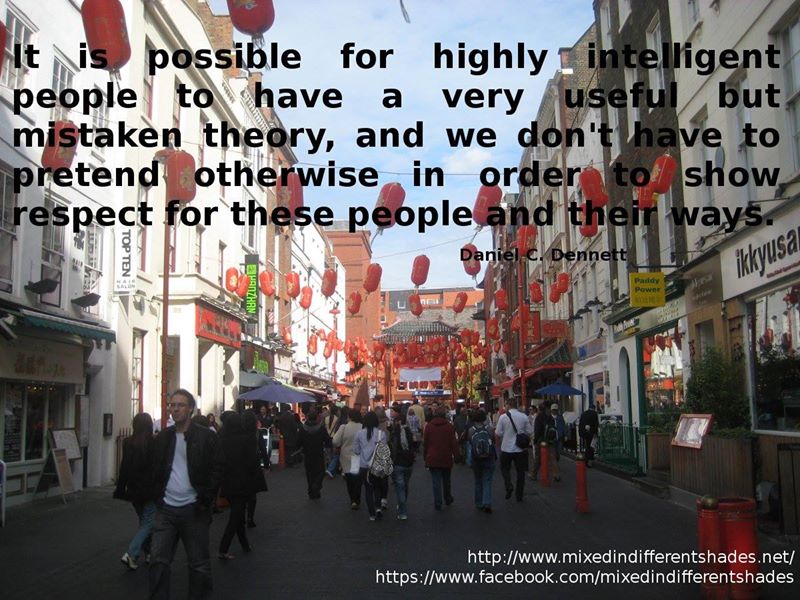 It is possible for highly intelligent
people to have a very useful but
mistaken theory, and we don't have to
pretend otherwise in order to show
respect for these people and their ways.
Daniel C. Dennett
TOP TEN
HAIR
SALON
ikkyusan
Paddy
Power
http://www.mixedindifferentshades.net/
https://www.facebook.com/mixedindifferentshades